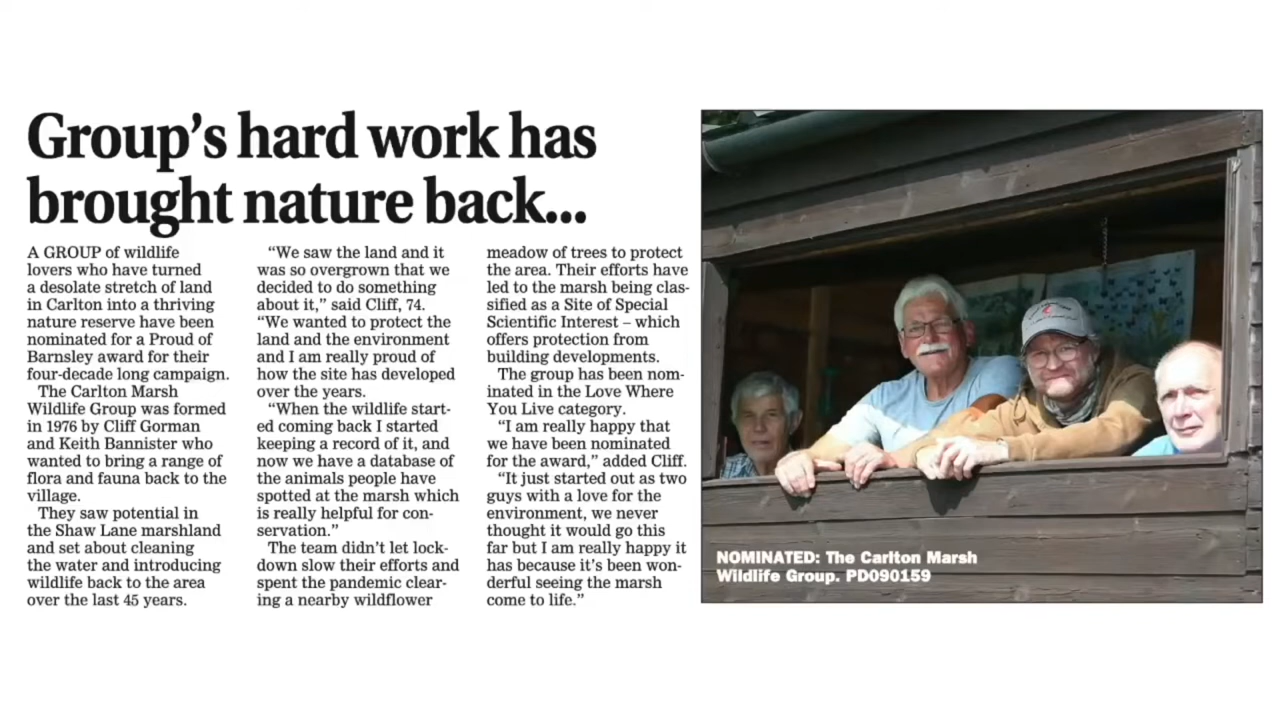 Group's hard work has
brought nature back...
A GROUP of wildlife
lovers who have turned
a desolate stretch of land
in Carlton into a thriving
nature reserve have been
nominated for a Proud of
Barnsley award for their
four-decade long campaign.
The Carlton Marsh
Wildlife Group was formed
in 1976 by Cliff Gorman
and Keith Bannister who
wanted to bring a range of
flora and fauna back to the
village.
They saw potential in
the Shaw Lane marshland
and set about cleaning
the water and introducing
wildlife back to the area
over the last 45 years.
“We saw the land and it
was so overgrown that we
decided to do something
about it,” said Cliff, 74.
“We wanted to protect the
land and the environment
and I am really proud of
how the site has developed
over the years.
“When the wildlife start-
ed coming back I started
keeping a record of it, and
now we have a database of
the animals people have
spotted at the marsh which
is really helpful for con-
servation.”
The team didn't let lock-
down slow their efforts and
spent the pandemic clear-
ing a nearby wildflower
meadow of trees to protect
the area. Their efforts have
led to the marsh being clas-
sified as a Site of Special
Scientific Interest – which
offers protection from
building developments.
The group has been nom-
inated in the Love Where
You Live category.
“I am really happy that
we have been nominated
for the award,” added Cliff.
“It just started out as two
guys with a love for the
environment, we never
thought it would go this
far but I am really happy it
has because it's been won-
derful seeing the marsh
come to life.”
NOMINATED: The Carlton Marsh
Wildlife Group. PD090159